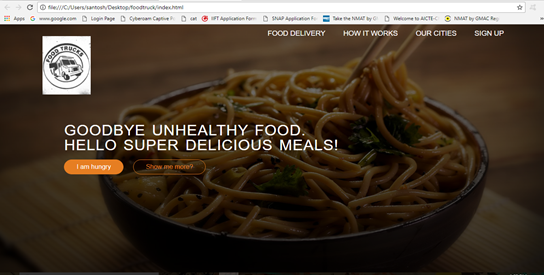 file:///C:/Users/santosh/Desktop/foodtruck/index.html
Apps www.google.com Login Page Cyberoam Captive P cat IIFT Application Form SNAP Application Fo Take the NMAT by G Welcome to AICTE-C NMAT by GMAC Reg
FOOD TRUCKS
FOOD DELIVERY HOW IT WORKS OUR CITIES SIGN UP
GOODBYE UNHEALTHY FOOD.
HELLO SUPER DELICIOUS MEALS!
I am hungry Show me more?